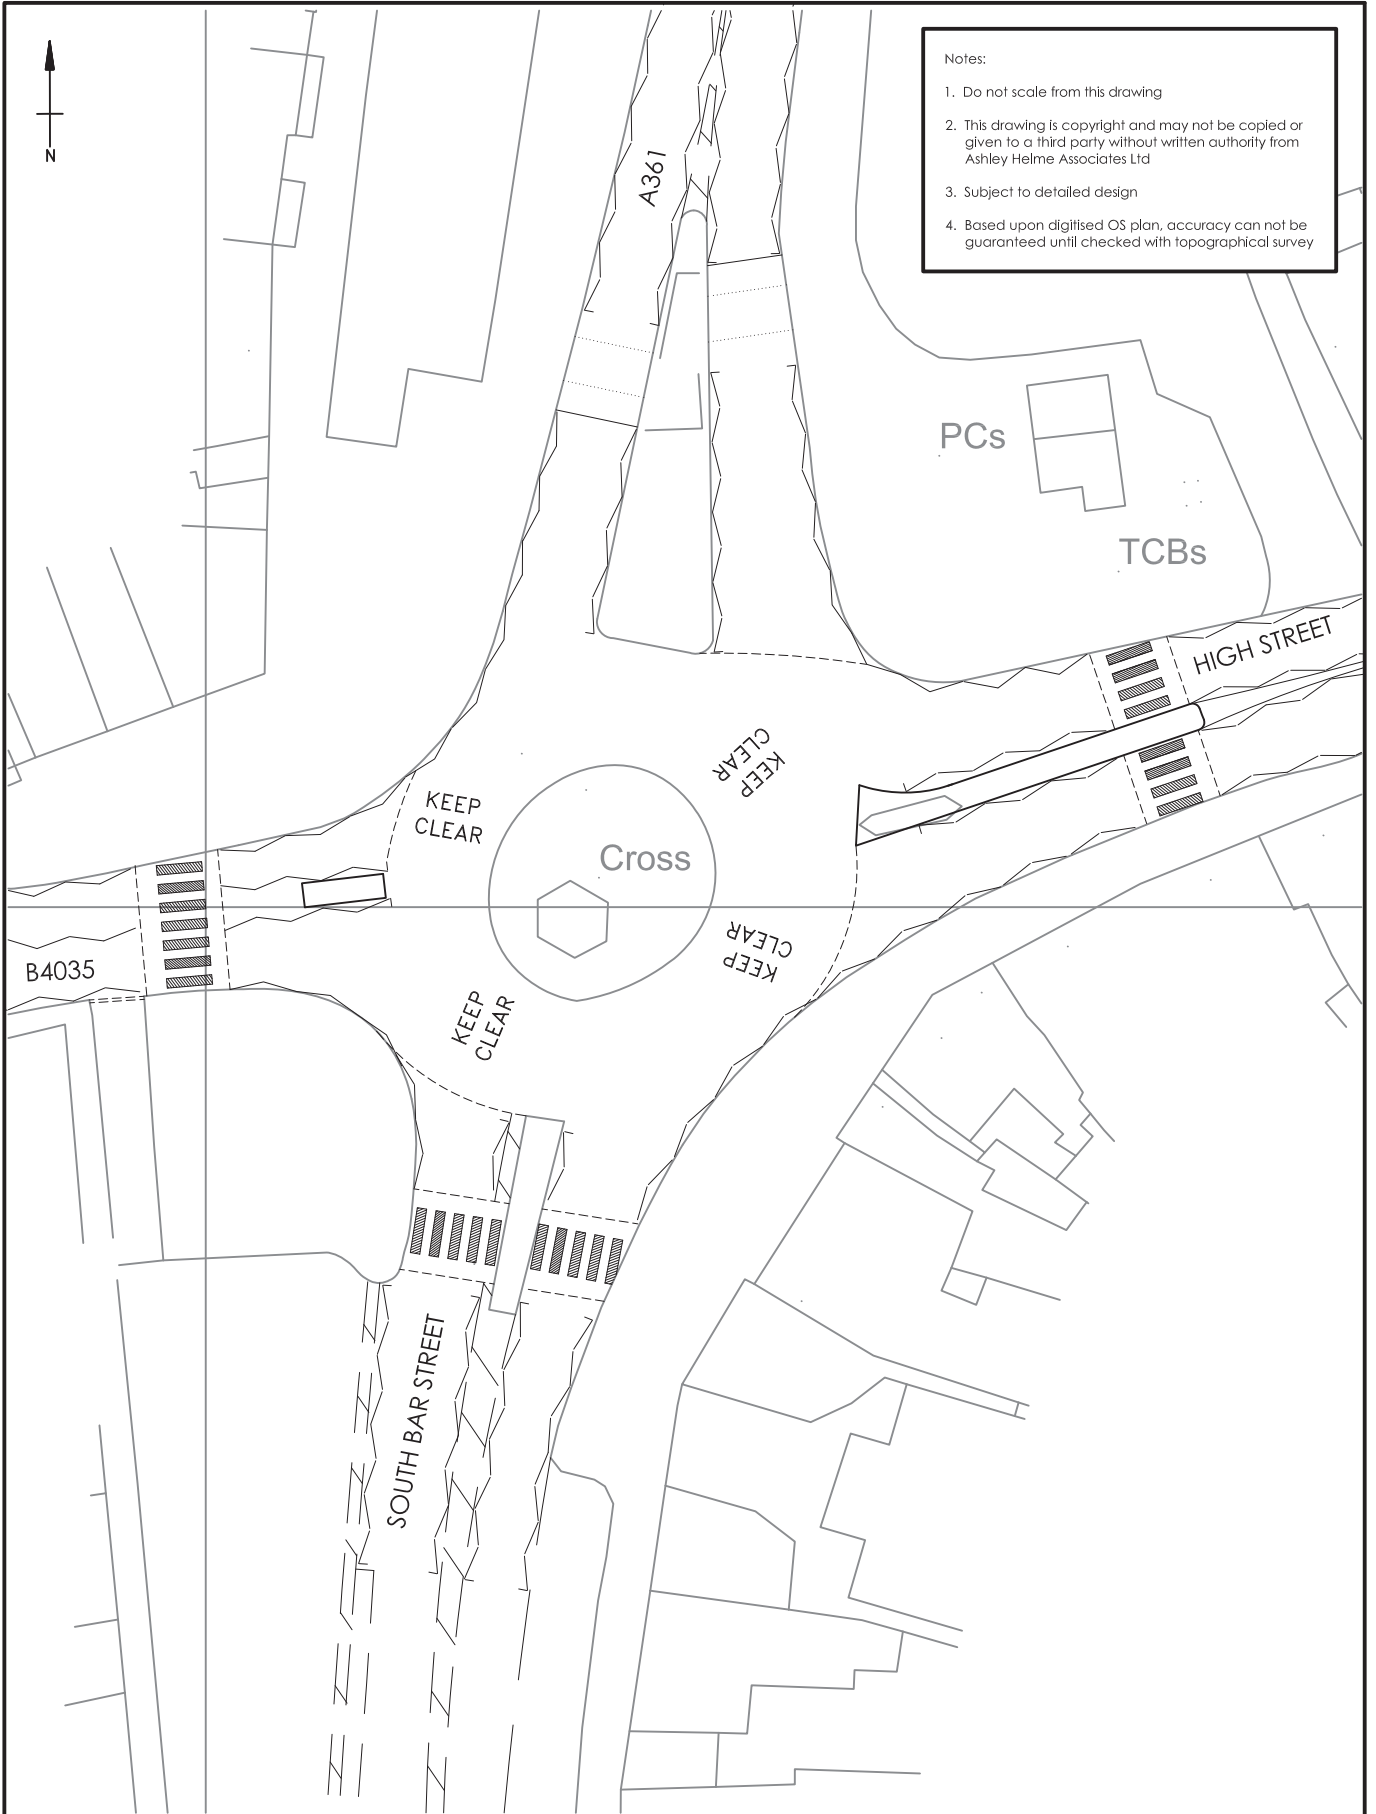 N
Notes:
1. Do not scale from this drawing
2. This drawing is copyright and may not be copied or
given to a third party without written authority from
Ashley Helme Associates Ltd
3. Subject to detailed design
4. Based upon digitised OS plan, accuracy can not be
guaranteed until checked with topographical survey
A361
PCs
TCBs
HIGH STREET
KEEP
CLEAR
KEEP
CLEAR
Cross
KEEP
CLEAR
B4035
KEEP
CLEAR
SOUTH BAR STREET